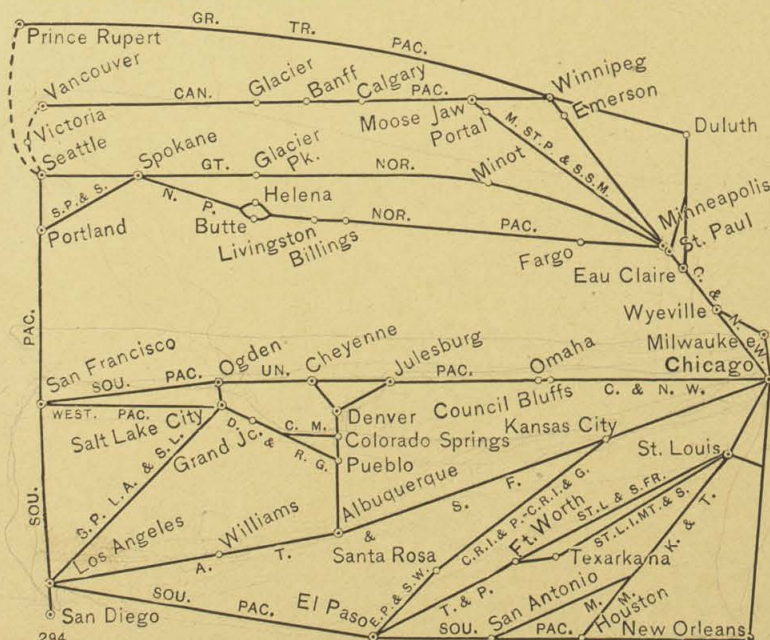 GR. TR. PAC.
Prince Rupert
Vancouver
CAN.
Glacier
Banff
Calgary
PAC.
Winnipeg
Emerson
Moose Jaw
Portal
M. ST. P. & S.S.M.
Duluth
Victoria
Seattle
Spokane
GT.
Glacier Pk.
NOR.
Minot
S.P. & S.
N. P.
Helena
Butte
Livingston
Billings
NOR.
PAC.
Fargo
Minneapolis
St. Paul
Portland
Eau Claire
C. & N. W.
Wyeville
Milwaukee
Chicago
PAC.
San Francisco
SOU. PAC.
Ogden
UN.
Cheyenne
Julesburg
PAC.
Omaha
Council Bluffs
C. & N. W.
WEST. PAC.
Salt Lake City
D. & R. G.
Grand Jc.
C. M.
Denver
Colorado Springs
Pueblo
Kansas City
St. Louis
S.P. L.A. & S.L.
SOU.
Los Angeles
Williams
Albuquerque
A. T. & S. F.
Santa Rosa
C.R.I. & P.-C.R.I. & G.
Ft. Worth
ST.L & S.FR.
ST.L.I.MT. & S.
Texarkana
K. & T.
San Diego
SOU. PAC.
El Paso
E.P. & S.W.
T. & P.
San Antonio
M.
M.
Houston
SOU. PAC.
New Orleans
294